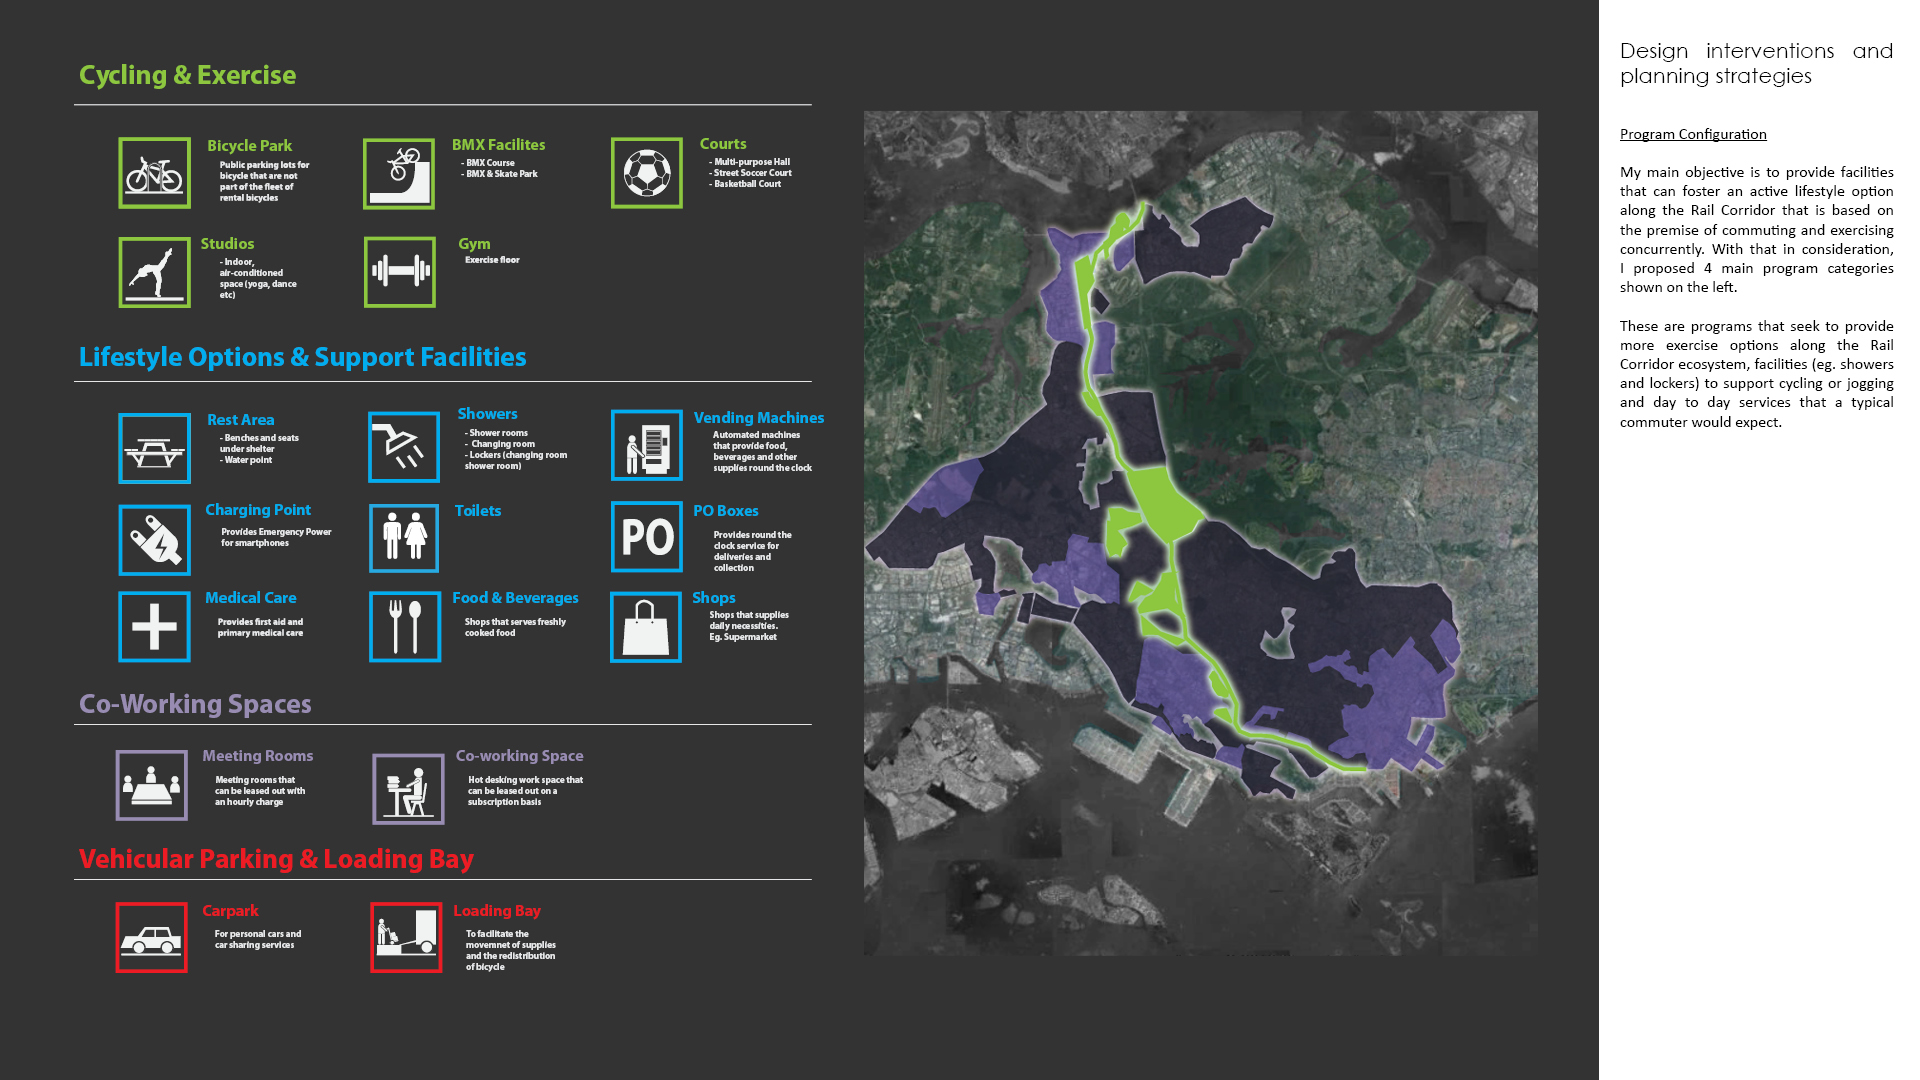 Cycling & Exercise
Bicycle Park
Public parking lots for
bicycle that are not
part of the fleet of
rental bicycles
BMX Facilites
- BMX Course
- BMX & Skate Park
Courts
- Multi-purpose Hall
- Street Soccer Court
- Basketball Court
Studios
- Indoor,
air-conditioned
space (yoga, dance
etc)
Gym
Exercise floor
Lifestyle Options & Support Facilities
Rest Area
- Benches and seats
under shelter
- Water point
Showers
- Shower rooms
- Changing room
- Lockers (changing room
shower room)
Vending Machines
Automated machines
that provide food,
beverages and other
supplies round the clock
Charging Point
Provides Emergency Power
for smartphones
Toilets
PO
PO Boxes
Provides round the
clock service for
deliveries and
collection
Medical Care
Provides first aid and
primary medical care
Food & Beverages
Shops that serves freshly
cooked food
Shops
Shops that supplies
daily necessities.
Eg. Supermarket
Co-Working Spaces
Meeting Rooms
Meeting rooms that
can be leased out with
an hourly charge
Co-working Space
Hot desking work space that
can be leased out on a
subscription basis
Vehicular Parking & Loading Bay
Carpark
For personal cars and
car sharing services
Loading Bay
To facilitate the
movemnet of supplies
and the redistribution
of bicycle
Design interventions and
planning strategies
Program Configuration
My main objective is to provide facilities
that can foster an active lifestyle option
along the Rail Corridor that is based on
the premise of commuting and exercising
concurrently. With that in consideration,
I proposed 4 main program categories
shown on the left.
These are programs that seek to provide
more exercise options along the Rail
Corridor ecosystem, facilities (eg. showers
and lockers) to support cycling or jogging
and day to day services that a typical
commuter would expect.